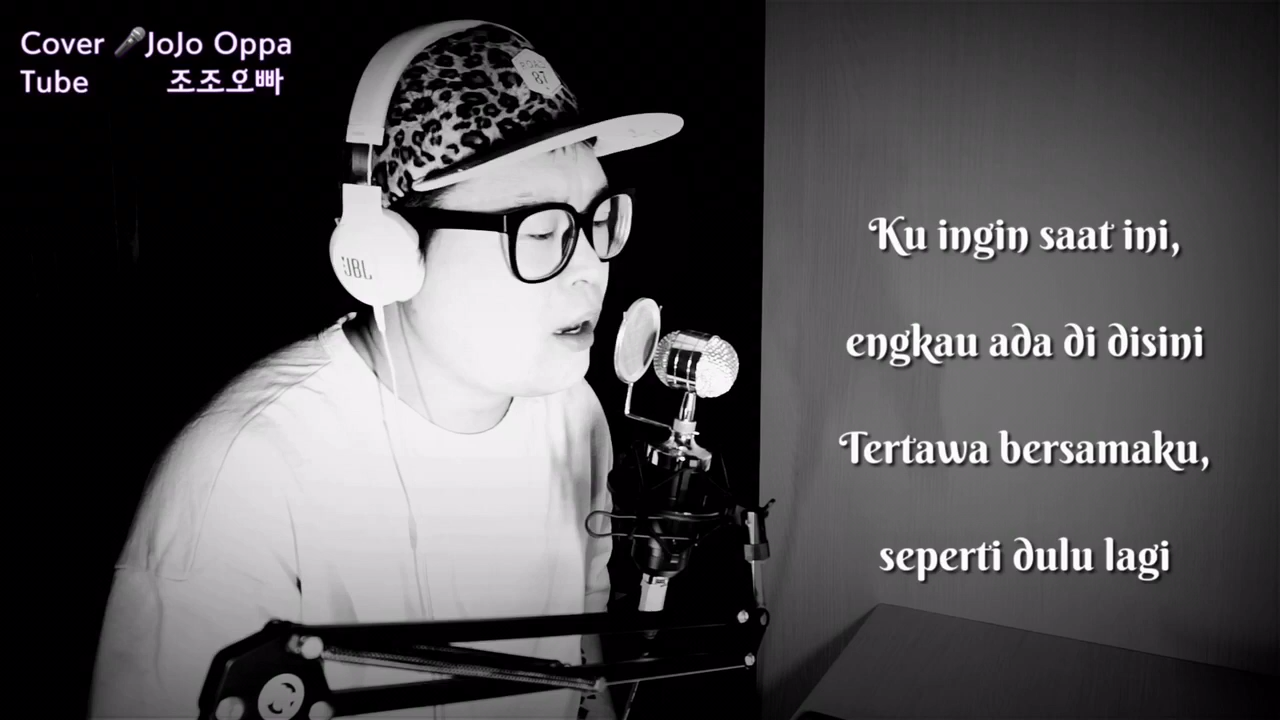 Cover 🎤JoJo Oppa
Tube 조조오빠
87
JBL
Ku ingin saat ini,
engkau ada di disini
Tertawa bersamaku,
seperti dulu lagi